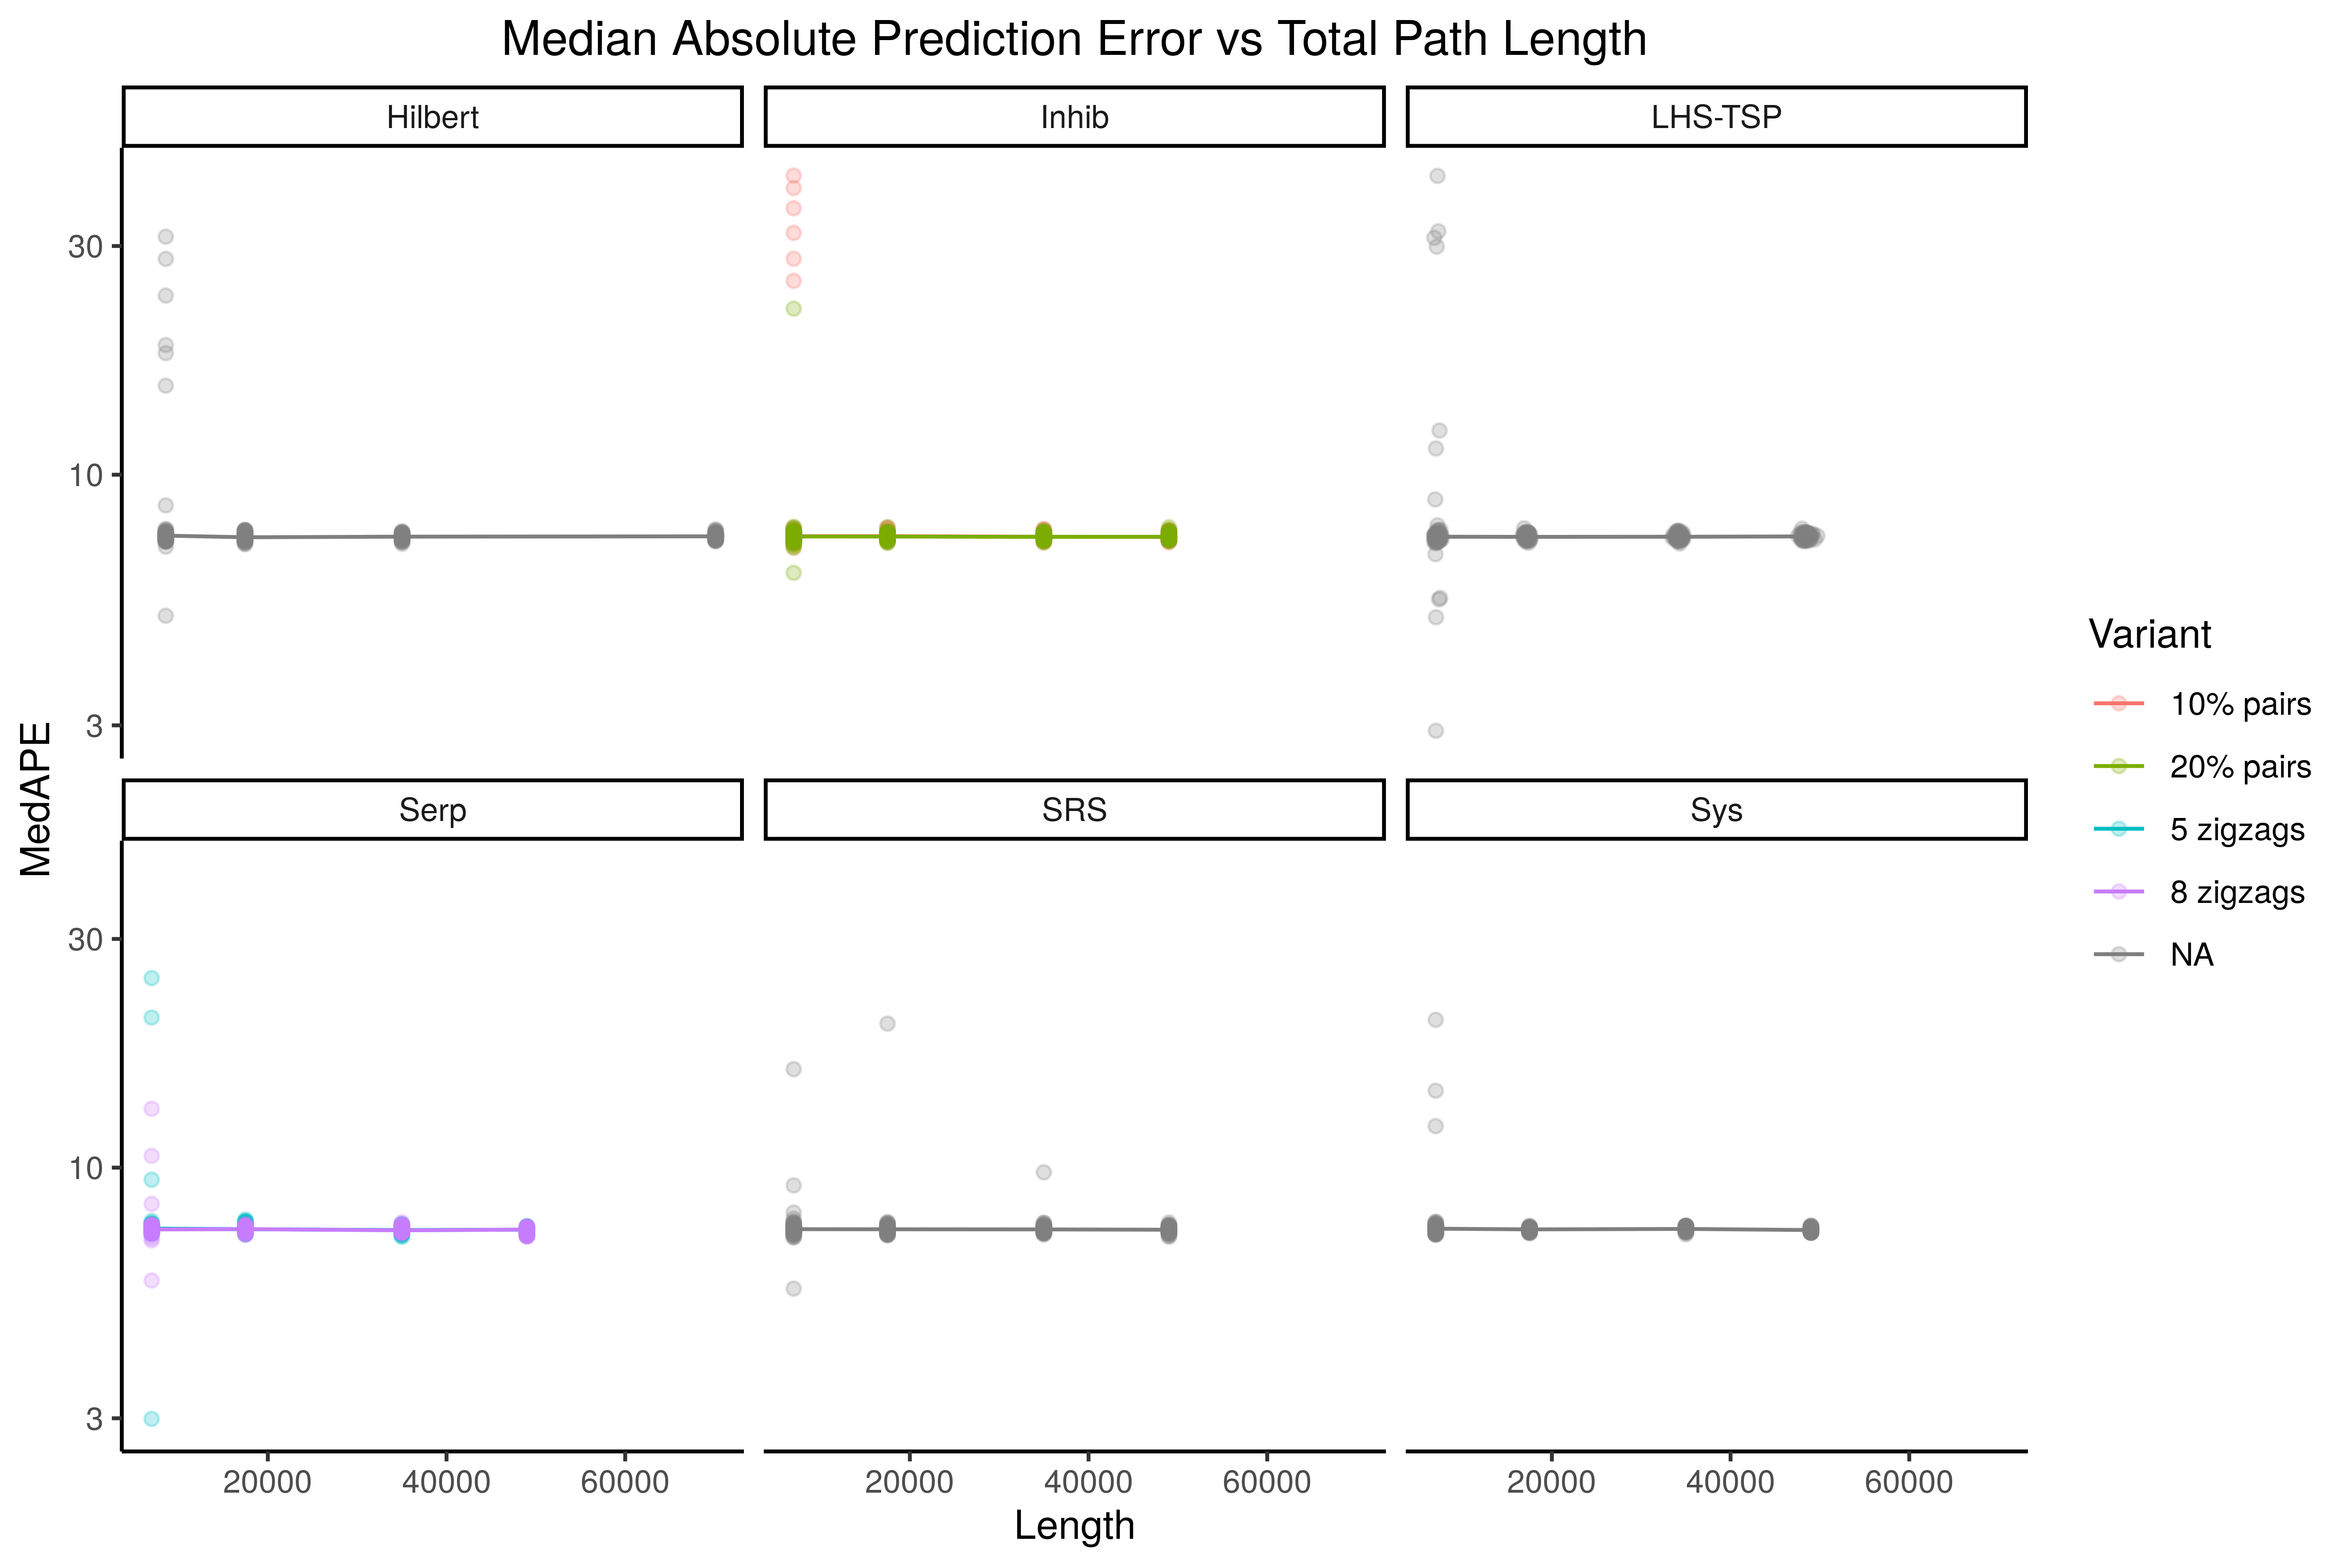 Median Absolute Prediction Error vs Total Path Length
Hilbert
Inhib
LHS-TSP
30
10
3
Serp
SRS
Sys
30
10
3
MedAPE
20000 40000 60000
20000 40000 60000
20000 40000 60000
Length
Variant
10% pairs
20% pairs
5 zigzags
8 zigzags
NA